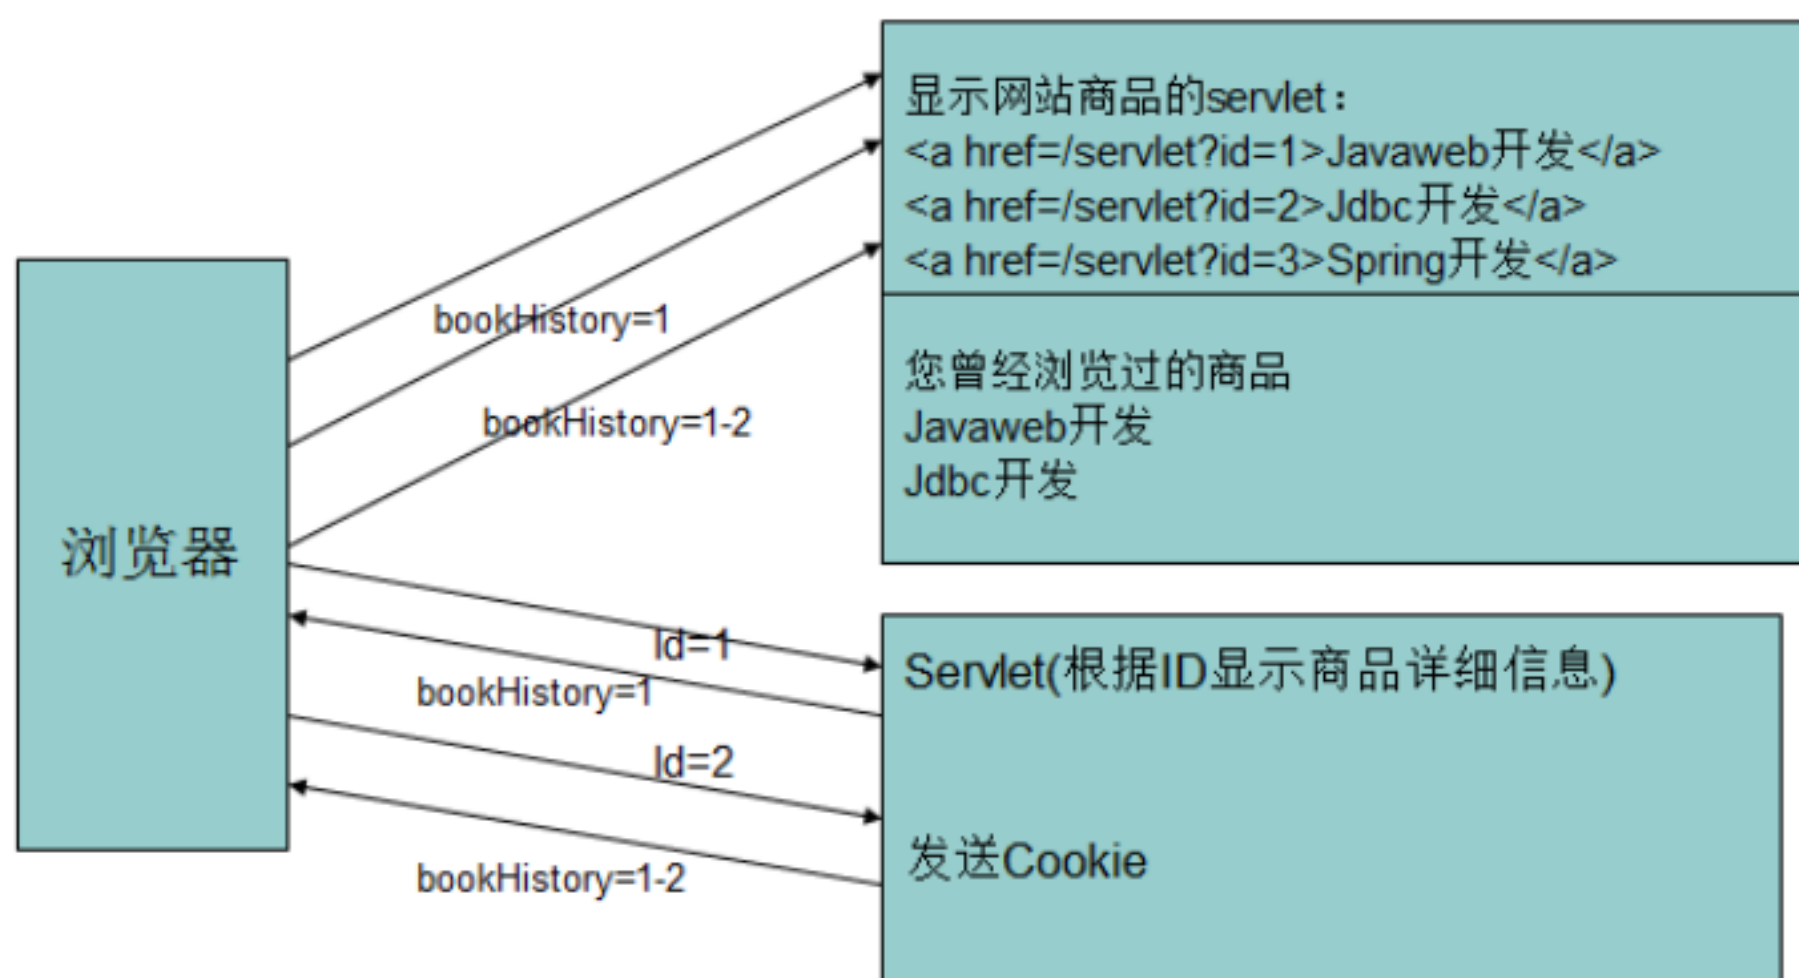 显示网站商品的servlet：
<a href=/servlet?id=1>Javaweb开发</a>
<a href=/servlet?id=2>Jdbc开发</a>
<a href=/servlet?id=3>Spring开发</a>
bookHistory=1
您曾经浏览过的商品
Javaweb开发
Jdbc开发
bookHistory=1-2
浏览器
Id=1
Servlet(根据ID显示商品详细信息)
bookHistory=1
Id=2
发送Cookie
bookHistory=1-2